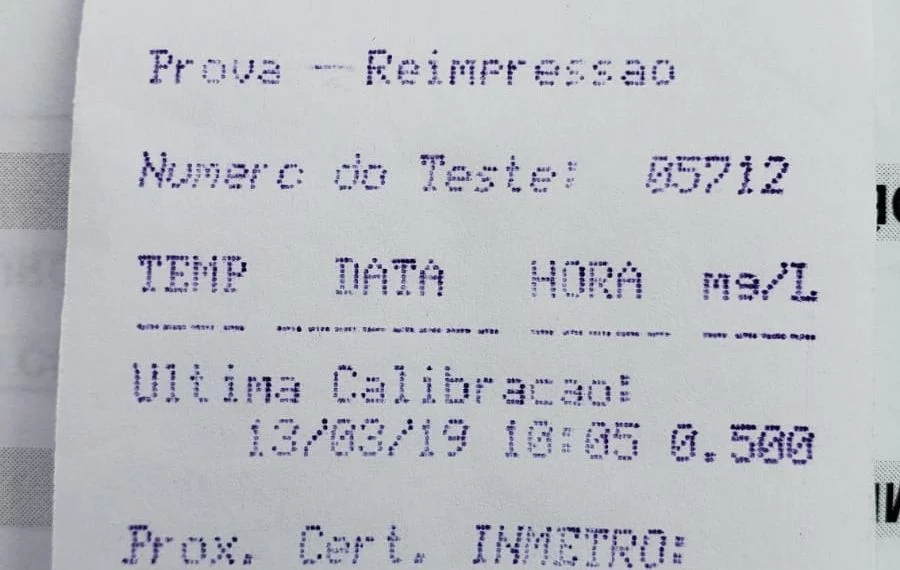 Prova - Reimpressao
Numero do Teste: 05712
TEMP DATA HORA mg/L
Ultima Calibracao:
13/03/19 10:05 0.500
Prox. Cert. INMETRO: